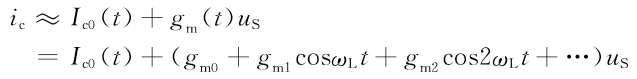 i_c ≈ I_c0(t) + g_m(t)u_S
= I_c0(t) + (g_m0 + g_m1 cosω_L t + g_m2 cos2ω_L t + ⋯)u_S